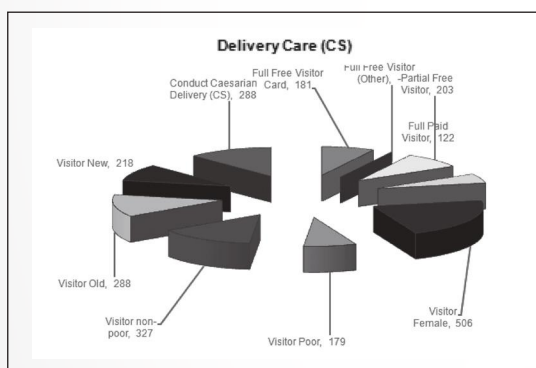 Delivery Care (CS)
Conduct Caesarian
Delivery (CS), 288
Full Free Visitor
Card, 181
Full Free Visitor
(Other), -
Partial Free
Visitor, 203
Full Paid
Visitor, 122
Visitor New, 218
Visitor Old, 288
Visitor non-
poor, 327
Visitor Poor, 179
Visitor
Female, 506